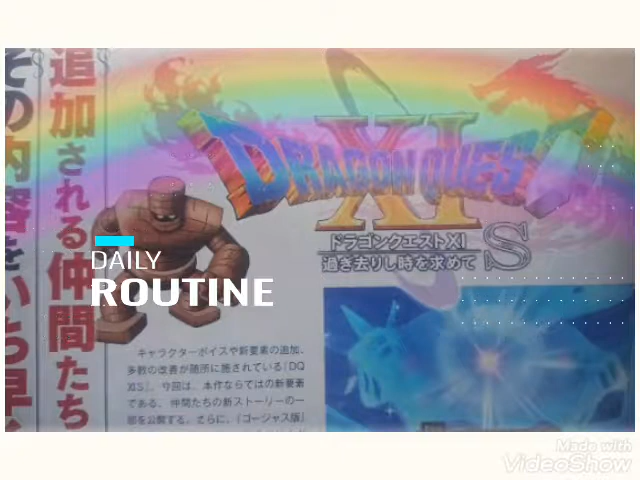 追加される仲間たち
その内容をいち早く
DRAGON QUEST
XI
S
ドラゴンクエストXI
過ぎ去りし時を求めて
DAILY
ROUTINE
キャラクターボイスや新要素の追加、
多数の改善が随所に施されている『DQ
XI S』。今回は、本作ならではの新要素
である、仲間たちの新ストーリーの一
部を公開する。さらに、〈ゴージャス版〉
Made with
VideoShow